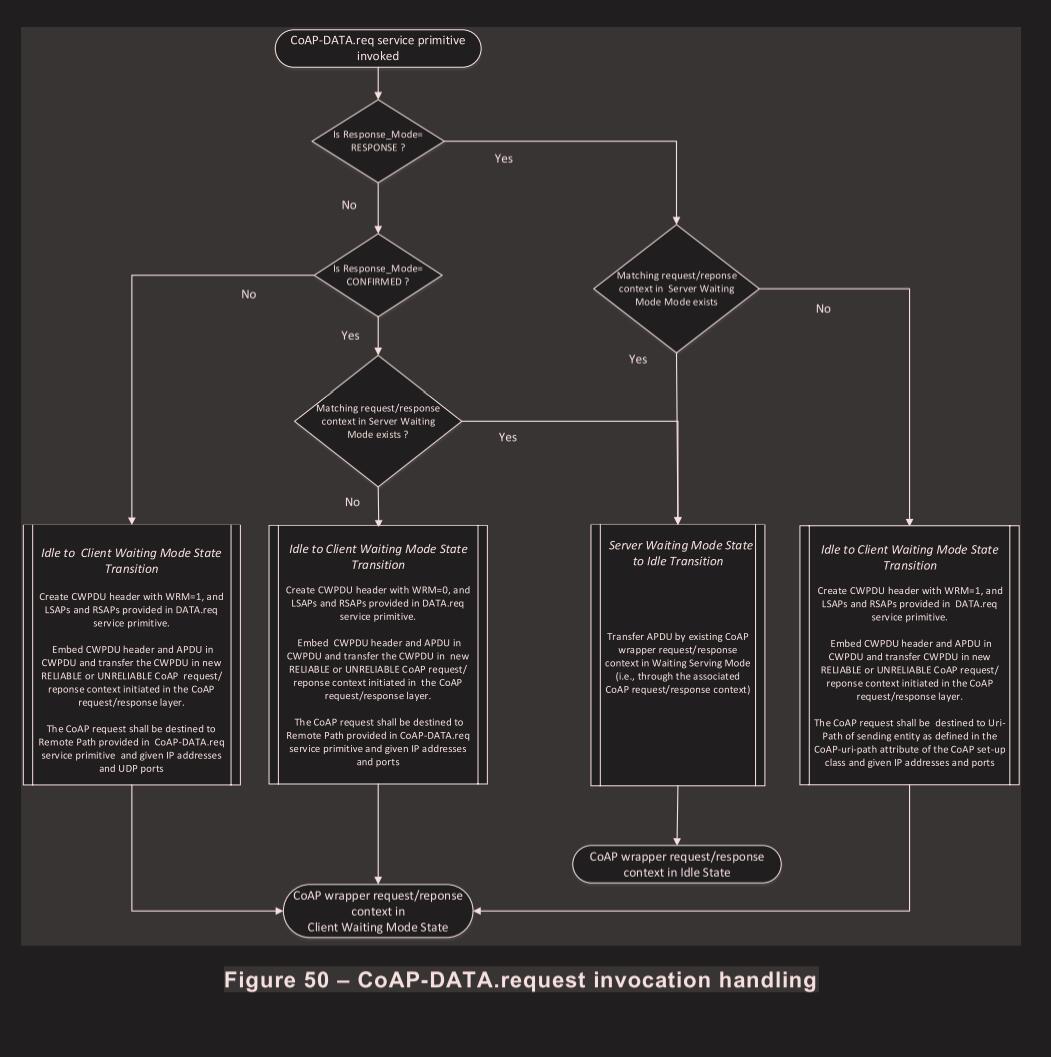 CoAP-DATA.req service primitive
invoked
Is Response_Mode=
RESPONSE ?
Yes
No
Is Response_Mode=
CONFIRMED ?
No
Yes
Matching request/reponse
context in Server Waiting
Mode Mode exists
No
Yes
Matching request/response
context in Server Waiting
Mode exists ?
Yes
No
Idle to Client Waiting Mode State
Transition
Create CWPDU header with WRM=1, and
LSAPs and RSAPs provided in DATA.req
service primitive.
Embed CWPDU header and APDU in
CWPDU and transfer the CWPDU in new
RELIABLE or UNRELIABLE CoAP request/
reponse context initiated in the CoAP
request/response layer.
The CoAP request shall be destined to
Remote Path provided in CoAP-DATA.req
service primitive and given IP addresses
and UDP ports
Idle to Client Waiting Mode State
Transition
Create CWPDU header with WRM=0, and
LSAPs and RSAPs provided in DATA.req
service primitive.
Embed CWPDU header and APDU in
CWPDU and transfer the CWPDU in new
RELIABLE or UNRELIABLE CoAP request/
reponse context initiated in the CoAP
request/response layer.
The CoAP request shall be destined to
Remote Path provided in CoAP-DATA.req
service primitive and given IP addresses
and ports
Server Waiting Mode State
to Idle Transition
Transfer APDU by existing CoAP
wrapper request/response
context in Waiting Serving Mode
(i.e., through the associated
CoAP request/response context)
Idle to Client Waiting Mode State
Transition
Create CWPDU header with WRM=1, and
LSAPs and RSAPs provided in DATA.req
service primitive.
Embed CWPDU header and APDU in
CWPDU and transfer CWPDU in new
RELIABLE or UNRELIABLE CoAP request/
reponse context initiated in the CoAP
request/response layer.
The CoAP request shall be destined to Uri-
Path of sending entity as defined in the
CoAP-uri-path attribute of the CoAP set-up
class and given IP addresses and ports
CoAP wrapper request/response
context in Idle State
CoAP wrapper request/reponse
context in
Client Waiting Mode State
Figure 50 – CoAP-DATA.request invocation handling